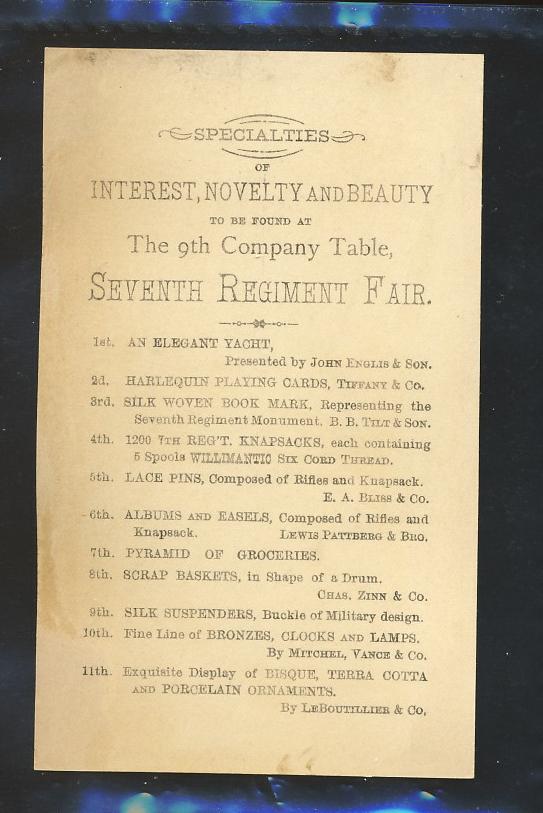 SPECIALTIES
OF
INTEREST, NOVELTY AND BEAUTY
TO BE FOUND AT
The 9th Company Table,
SEVENTH REGIMENT FAIR.
1st. AN ELEGANT YACHT,
Presented by JOHN ENGLIS & SON.
2d. HARLEQUIN PLAYING CARDS, TIFFANY & CO.
3rd. SILK WOVEN BOOK MARK, Representing the
Seventh Regiment Monument. B. B. TILT & SON.
4th. 1200 7TH REG'T. KNAPSACKS, each containing
5 Spools WILLIMANTIC SIX CORD THREAD.
5th. LACE PINS, Composed of Rifles and Knapsack.
E. A. BLISS & CO.
6th. ALBUMS AND EASELS, Composed of Rifles and
Knapsack. LEWIS PATTBERG & BRO.
7th. PYRAMID OF GROCERIES.
8th. SCRAP BASKETS, in Shape of a Drum.
CHAS. ZINN & CO.
9th. SILK SUSPENDERS, Buckle of Military design.
10th. Fine Line of BRONZES, CLOCKS AND LAMPS.
By MITCHEL, VANCE & CO.
11th. Exquisite Display of BISQUE, TERRA COTTA
AND PORCELAIN ORNAMENTS.
By LEBOUTILLIER & CO,